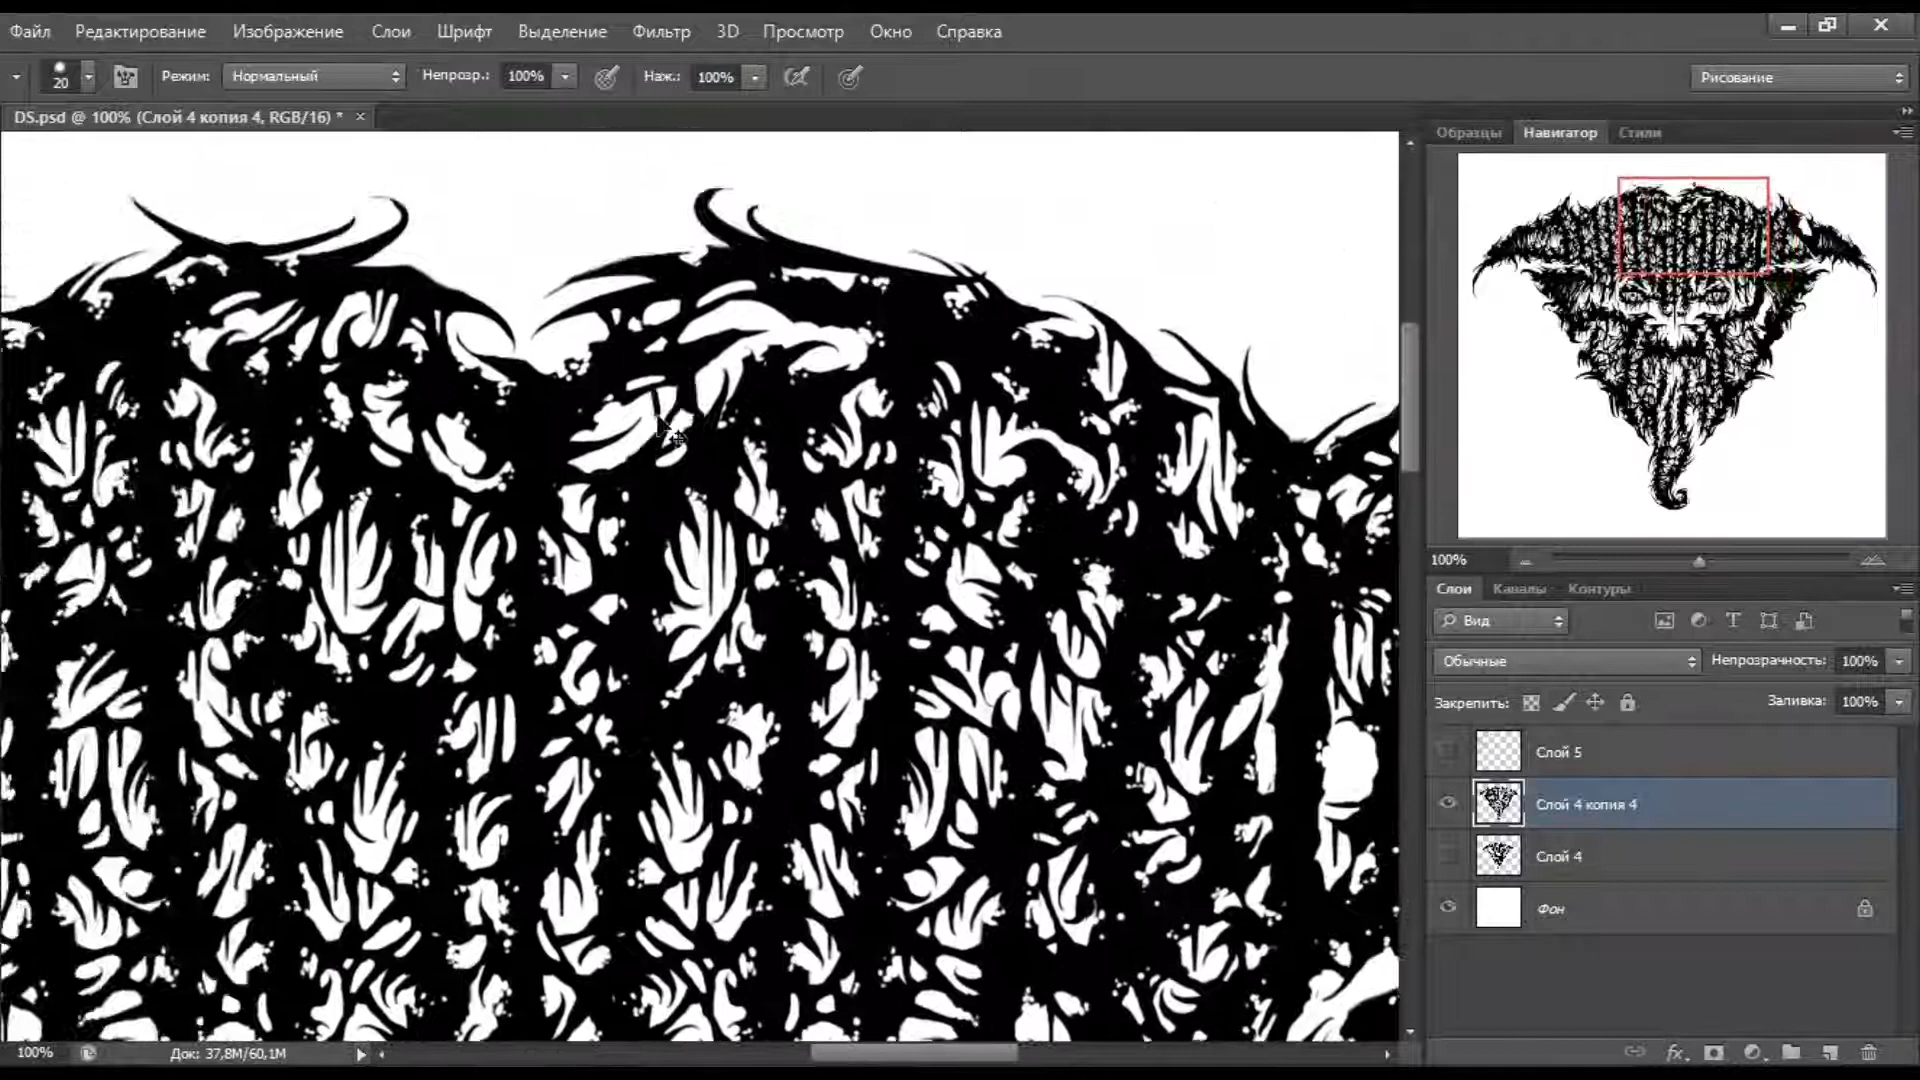 Файл Редактирование Изображение Слои Шрифт Выделение Фильтр 3D Просмотр Окно Справка
20 Режим: Нормальный Непрозр.: 100% Наж.: 100% Рисование
DS.psd @ 100% (Слой 4 копия 4, RGB/16) * ×
Образцы Навигатор Стили
100%
Слои Каналы Контуры
Вид
Обычные Непрозрачность: 100%
Закрепить: Заливка: 100%
Слой 5
Слой 4 копия 4
Слой 4
Фон
100% Док: 37,8M/60,1M
fx